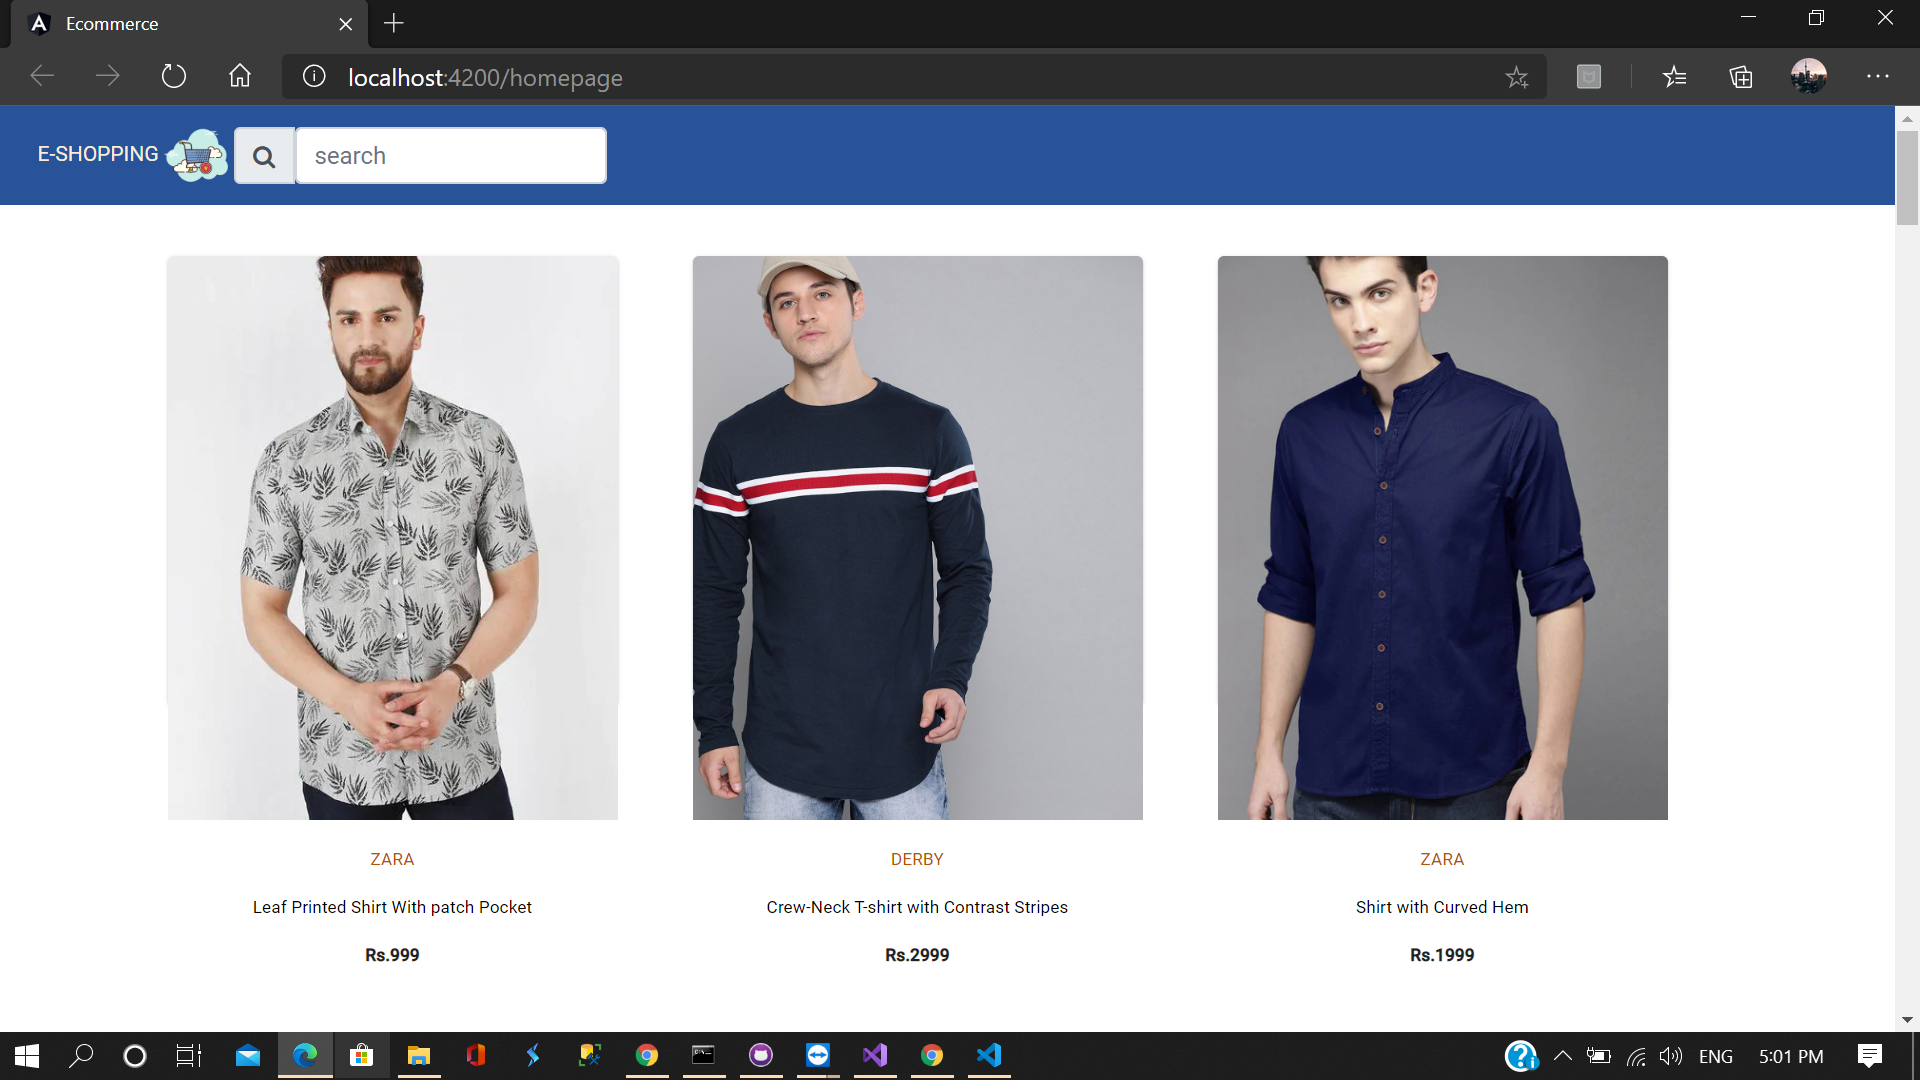 Ecommerce
localhost:4200/homepage
E-SHOPPING
search
ZARA
Leaf Printed Shirt With patch Pocket
Rs.999
DERBY
Crew-Neck T-shirt with Contrast Stripes
Rs.2999
ZARA
Shirt with Curved Hem
Rs.1999
ENG
5:01 PM